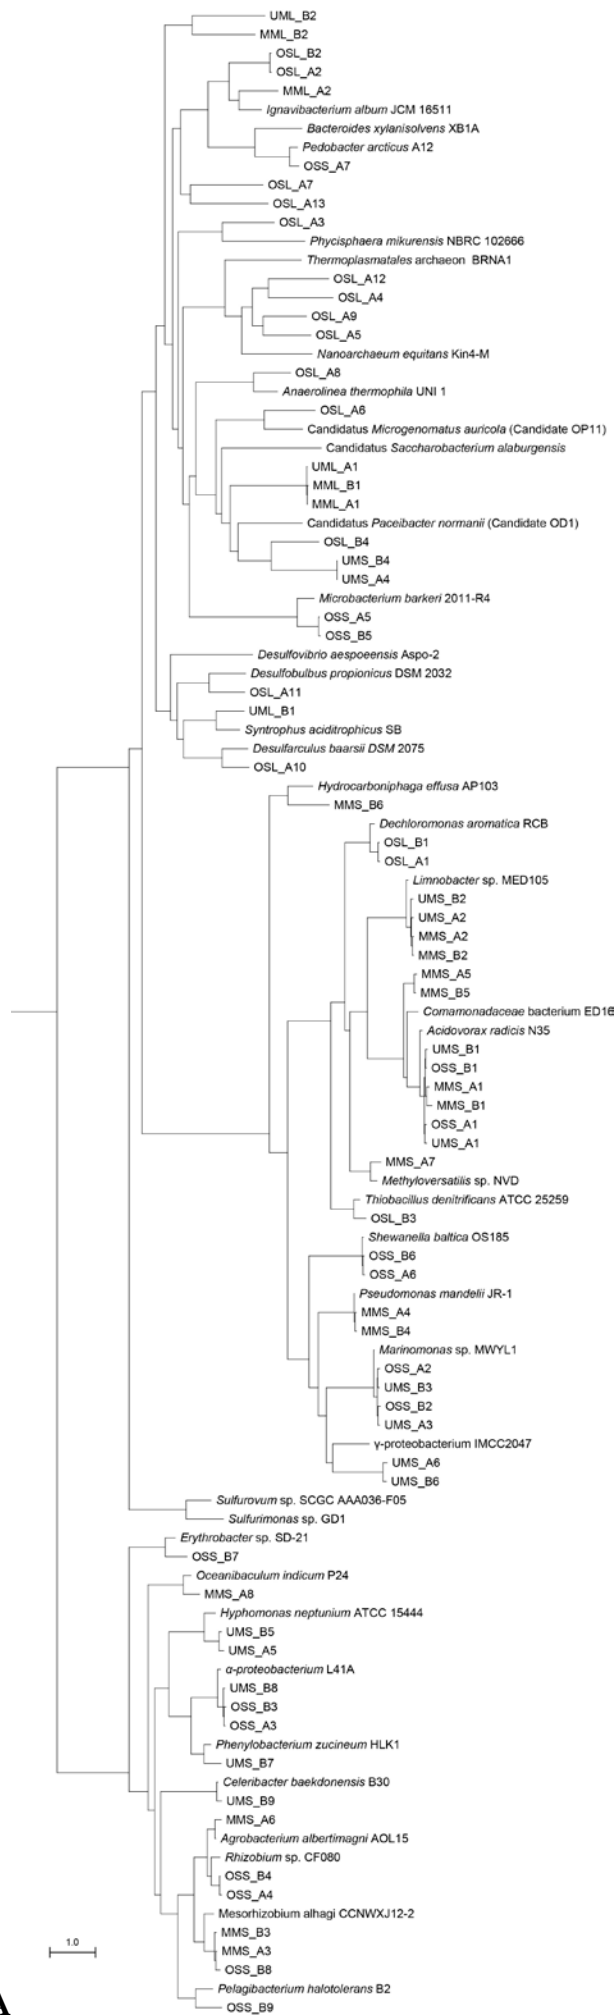 UML_B2
MML_B2
OSL_B2
OSL_A2
MML_A2
Ignavibacterium album JCM 16511
Bacteroides xylanisolvens XB1A
Pedobacter arcticus A12
OSS_A7
OSL_A7
OSL_A13
OSL_A3
Phycisphaera mikurensis NBRC 102666
Thermoplasmatales archaeon BRNA1
OSL_A12
OSL_A4
OSL_A9
OSL_A5
Nanoarchaeum equitans Kin4-M
OSL_A8
Anaerolinea thermophila UNI 1
OSL_A6
Candidatus Microgenomatus auricola (Candidate OP11)
Candidatus Saccharobacterium alaburgensis
UML_A1
MML_B1
MML_A1
Candidatus Paceibacter normanii (Candidate OD1)
OSL_B4
UMS_B4
UMS_A4
Microbacterium barkeri 2011-R4
OSS_A5
OSS_B5
Desulfovibrio aespoeensis Aspo-2
Desulfobulbus propionicus DSM 2032
OSL_A11
UML_B1
Syntrophus aciditrophicus SB
Desulfarculus baarsii DSM 2075
OSL_A10
Hydrocarboniphaga effusa AP103
MMS_B6
Dechloromonas aromatica RCB
OSL_B1
OSL_A1
Limnobacter sp. MED105
UMS_B2
UMS_A2
MMS_A2
MMS_B2
MMS_A5
MMS_B5
Comamonadaceae bacterium ED16
Acidovorax radicis N35
UMS_B1
OSS_B1
MMS_A1
MMS_B1
OSS_A1
UMS_A1
MMS_A7
Methyloversatilis sp. NVD
Thiobacillus denitrificans ATCC 25259
OSL_B3
Shewanella baltica OS185
OSS_B6
OSS_A6
Pseudomonas mandelii JR-1
MMS_A4
MMS_B4
Marinomonas sp. MWYL1
OSS_A2
UMS_B3
OSS_B2
UMS_A3
γ-proteobacterium IMCC2047
UMS_A6
UMS_B6
Sulfurovum sp. SCGC AAA036-F05
Sulfurimonas sp. GD1
Erythrobacter sp. SD-21
OSS_B7
Oceanibaculum indicum P24
MMS_A8
Hyphomonas neptunium ATCC 15444
UMS_B5
UMS_A5
α-proteobacterium L41A
UMS_B8
OSS_B3
OSS_A3
Phenylobacterium zucineum HLK1
UMS_B7
Celeribacter baekdonensis B30
UMS_B9
MMS_A6
Agrobacterium albertimagni AOL15
Rhizobium sp. CF080
OSS_B4
OSS_A4
Mesorhizobium alhagi CCNWXJ12-2
MMS_B3
MMS_A3
OSS_B8
Pelagibacterium halotolerans B2
OSS_B9
1.0
A